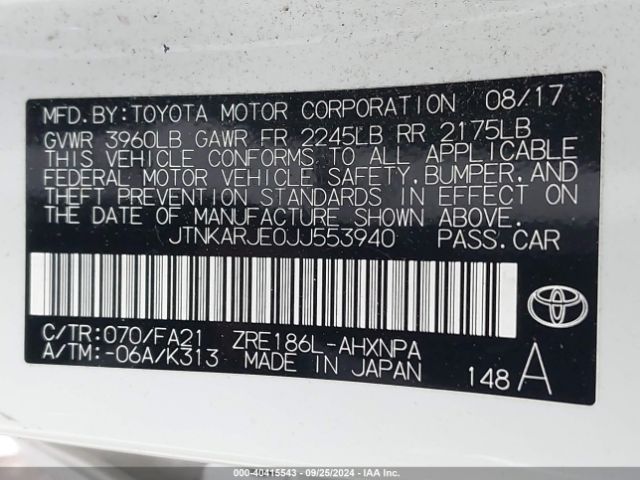 MFD.BY:TOYOTA MOTOR CORPORATION 08/17
GVWR 3960LB GAWR FR 2245LB RR 2175LB
THIS VEHICLE CONFORMS TO ALL APPLICABLE
FEDERAL MOTOR VEHICLE SAFETY, BUMPER, AND
THEFT PREVENTION STANDARDS IN EFFECT ON
THE DATE OF MANUFACTURE SHOWN ABOVE.
JTNKARJE0JJ553940 PASS.CAR
C/TR:070/FA21 ZRE186L-AHXNPA
A/TM:-06A/K313 MADE IN JAPAN 148 A
000-40415543 - 09/25/2024 - IAA, Inc.